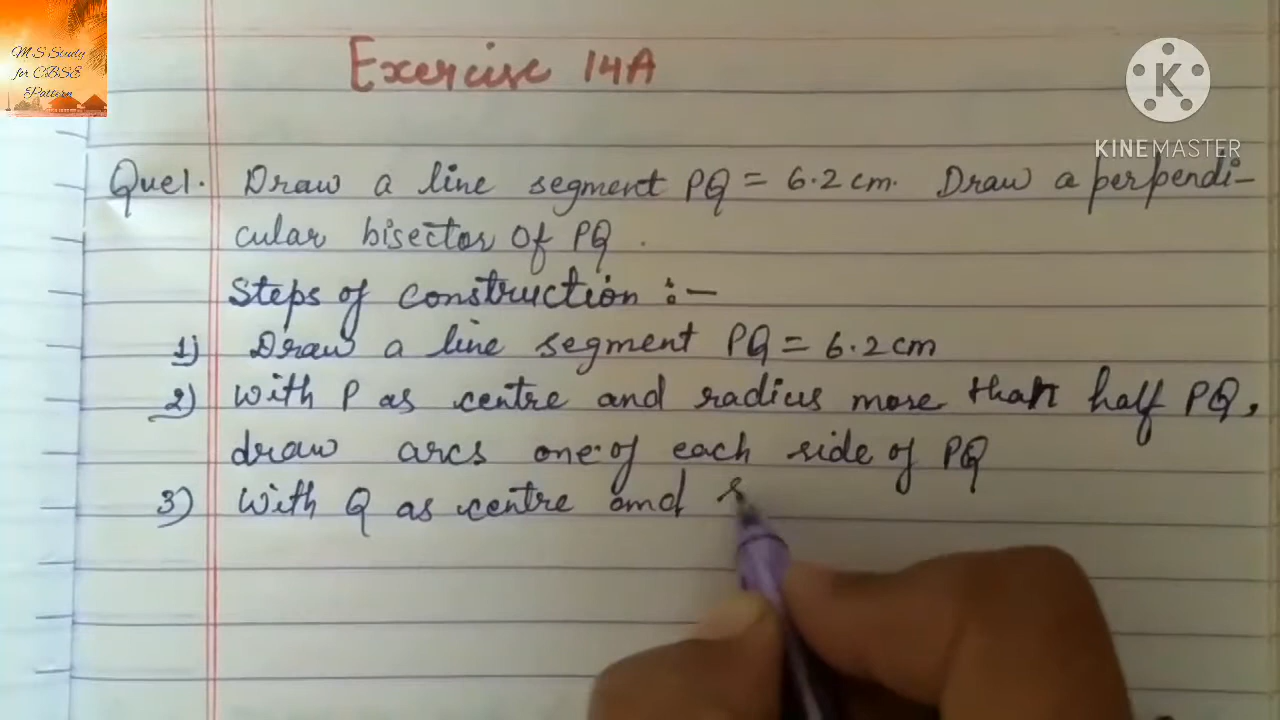 M.S Study
for CBSE
Pattern
K
KINEMASTER
Exercise 14A
Que1. Draw a line segment PQ = 6.2 cm. Draw a perpendi-
cular bisector of PQ.
Steps of construction :-
1) Draw a line segment PQ = 6.2 cm
2) With P as centre and radius more than half PQ,
draw arcs one of each side of PQ
3) With Q as centre and